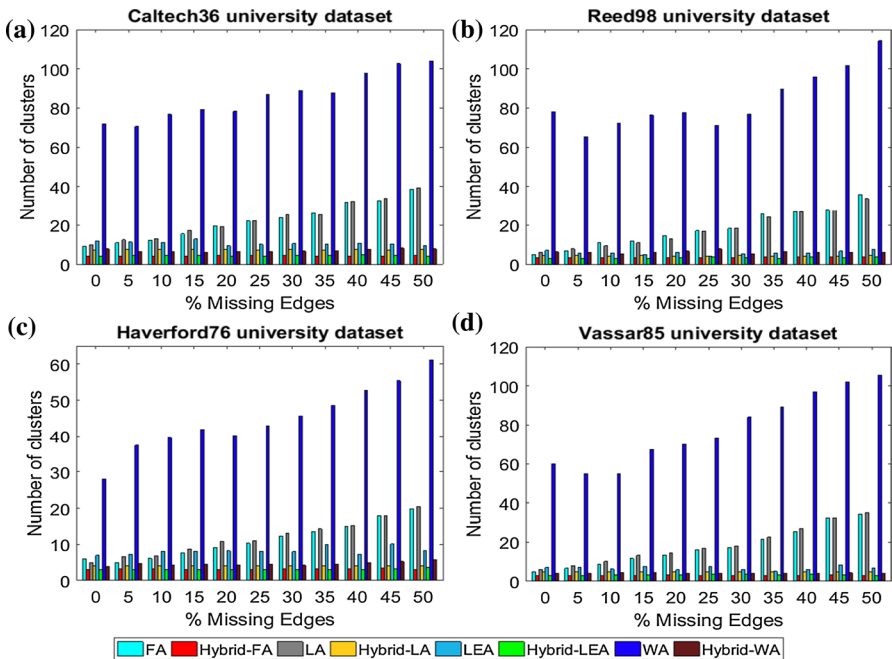 (a)
Caltech36 university dataset
Number of clusters
120
100
80
60
40
20
0
0 5 10 15 20 25 30 35 40 45 50
% Missing Edges
(b)
Reed98 university dataset
Number of clusters
120
100
80
60
40
20
0
0 5 10 15 20 25 30 35 40 45 50
% Missing Edges
(c)
Haverford76 university dataset
Number of clusters
60
50
40
30
20
10
0
0 5 10 15 20 25 30 35 40 45 50
% Missing Edges
(d)
Vassar85 university dataset
Number of clusters
120
100
80
60
40
20
0
0 5 10 15 20 25 30 35 40 45 50
% Missing Edges
FA Hybrid-FA LA Hybrid-LA LEA Hybrid-LEA WA Hybrid-WA